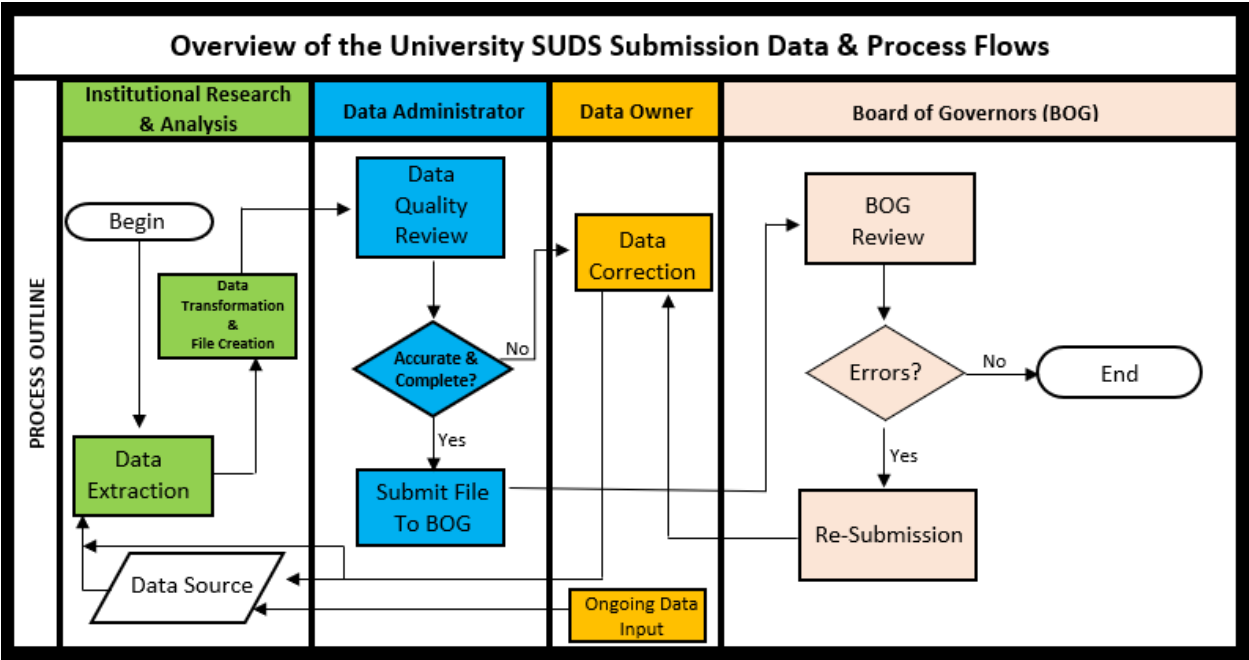 Overview of the University SUDS Submission Data & Process Flows
PROCESS OUTLINE
Institutional Research
& Analysis
Data Administrator
Data Owner
Board of Governors (BOG)
Begin
Data
Transformation
&
File Creation
Data
Extraction
Data Source
Data
Quality
Review
Accurate &
Complete?
No
Yes
Submit File
To BOG
Data
Correction
Ongoing Data
Input
BOG
Review
Errors?
No
End
Yes
Re-Submission